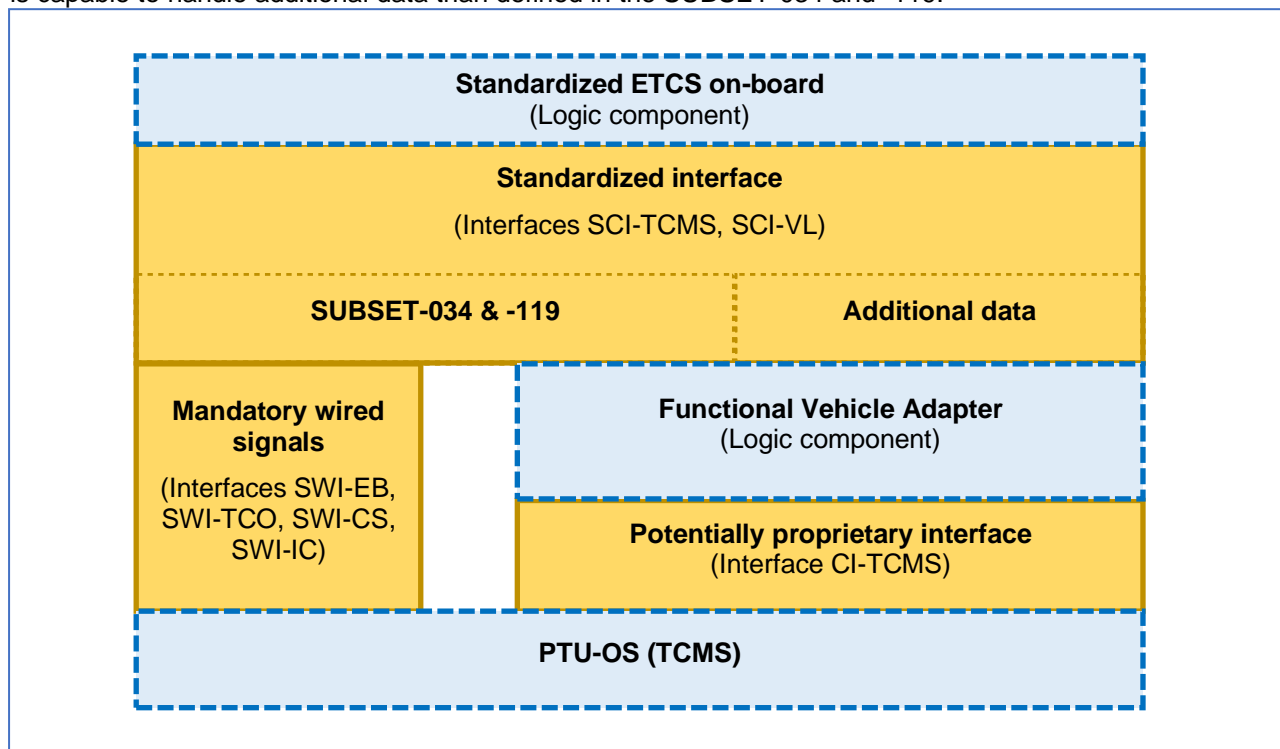 is capable to handle additional data than defined in the SUBSET-034 and -119.
Standardized ETCS on-board
(Logic component)
Standardized interface
(Interfaces SCI-TCMS, SCI-VL)
SUBSET-034 & -119
Additional data
Mandatory wired
signals
(Interfaces SWI-EB,
SWI-TCO, SWI-CS,
SWI-IC)
Functional Vehicle Adapter
(Logic component)
Potentially proprietary interface
(Interface CI-TCMS)
PTU-OS (TCMS)